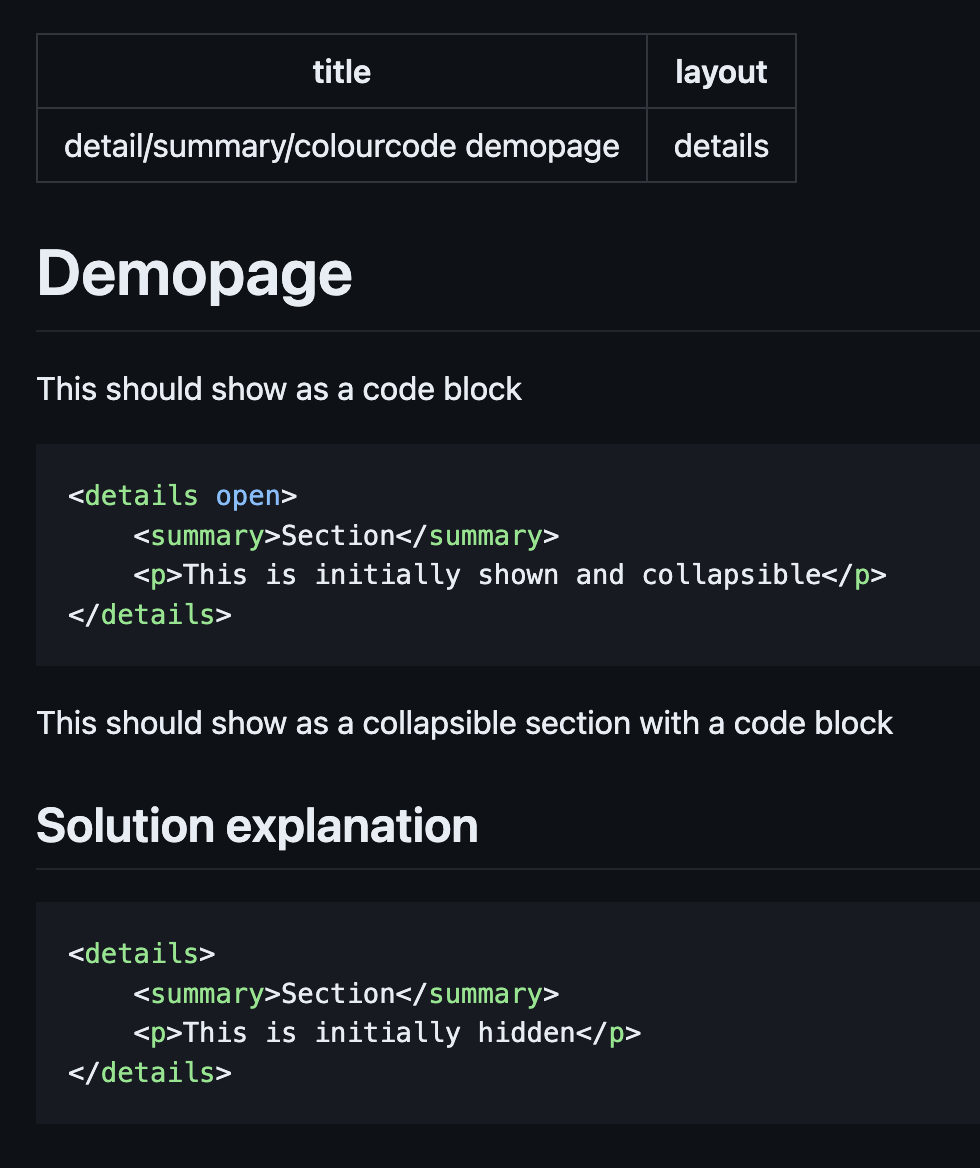 title layout
detail/summary/colourcode demopage details
Demopage
This should show as a code block
<details open>
    <summary>Section</summary>
    <p>This is initially shown and collapsible</p>
</details>
This should show as a collapsible section with a code block
Solution explanation
<details>
    <summary>Section</summary>
    <p>This is initially hidden</p>
</details>